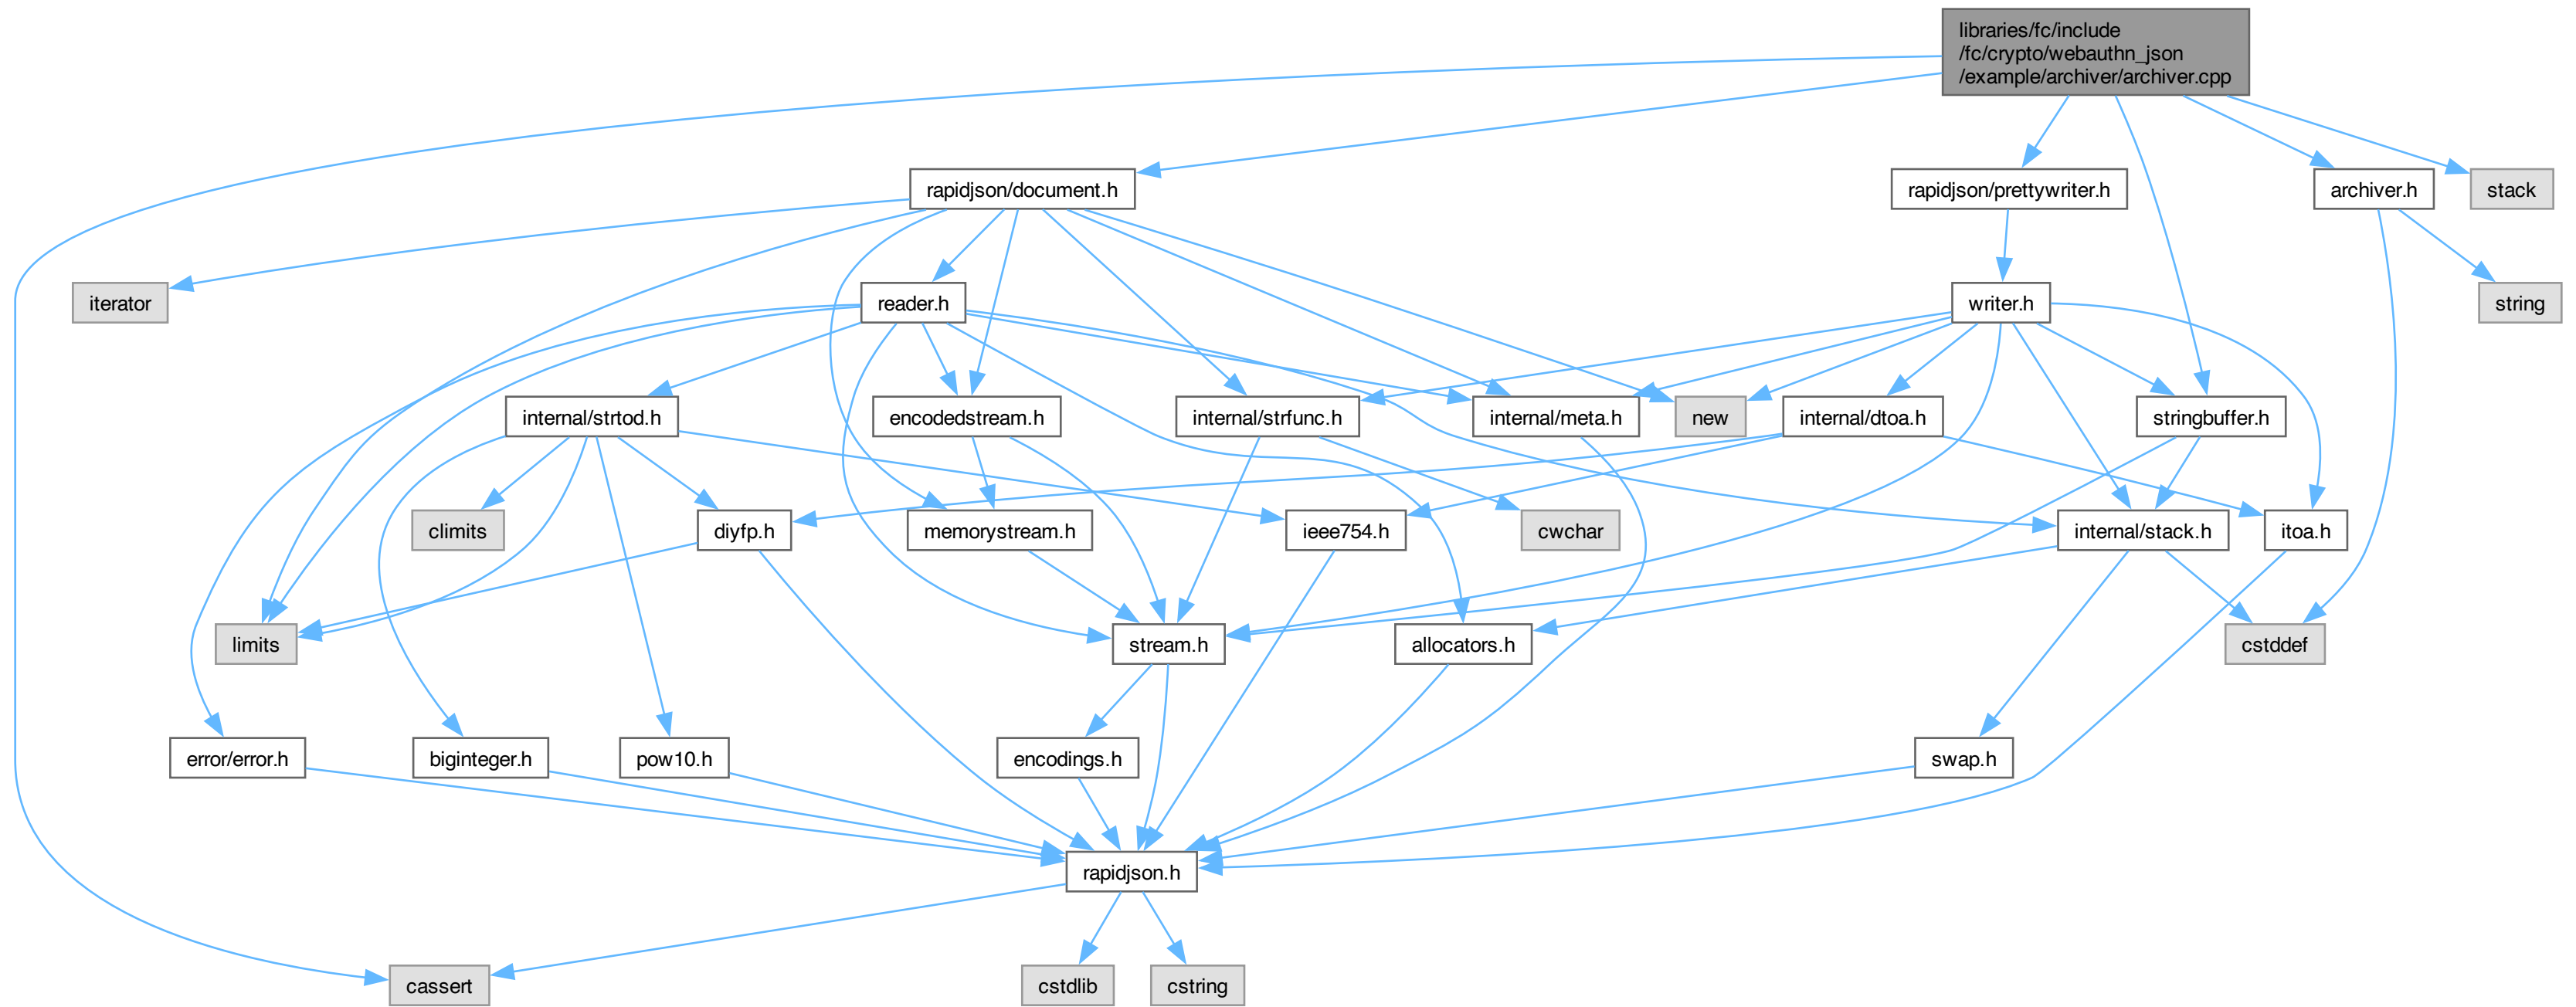 libraries/fc/include
/fc/crypto/webauthn_json
/example/archiver/archiver.cpp
rapidjson/document.h
rapidjson/prettywriter.h
archiver.h
stack
iterator
reader.h
writer.h
string
internal/strtod.h
encodedstream.h
internal/strfunc.h
internal/meta.h
new
internal/dtoa.h
stringbuffer.h
climits
diyfp.h
memorystream.h
ieee754.h
cwchar
internal/stack.h
itoa.h
limits
stream.h
allocators.h
cstddef
error/error.h
biginteger.h
pow10.h
encodings.h
swap.h
rapidjson.h
cassert
cstdlib
cstring